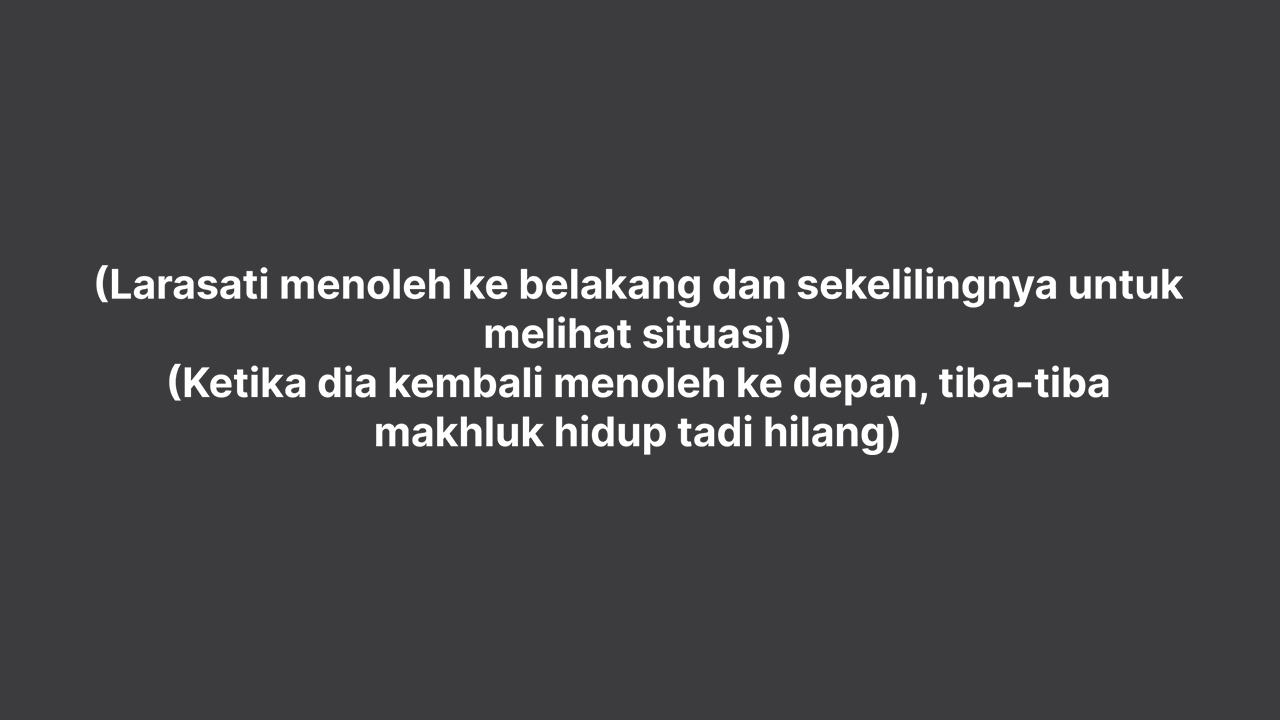 (Larasati menoleh ke belakang dan sekelilingnya untuk
melihat situasi)
(Ketika dia kembali menoleh ke depan, tiba-tiba
makhluk hidup tadi hilang)